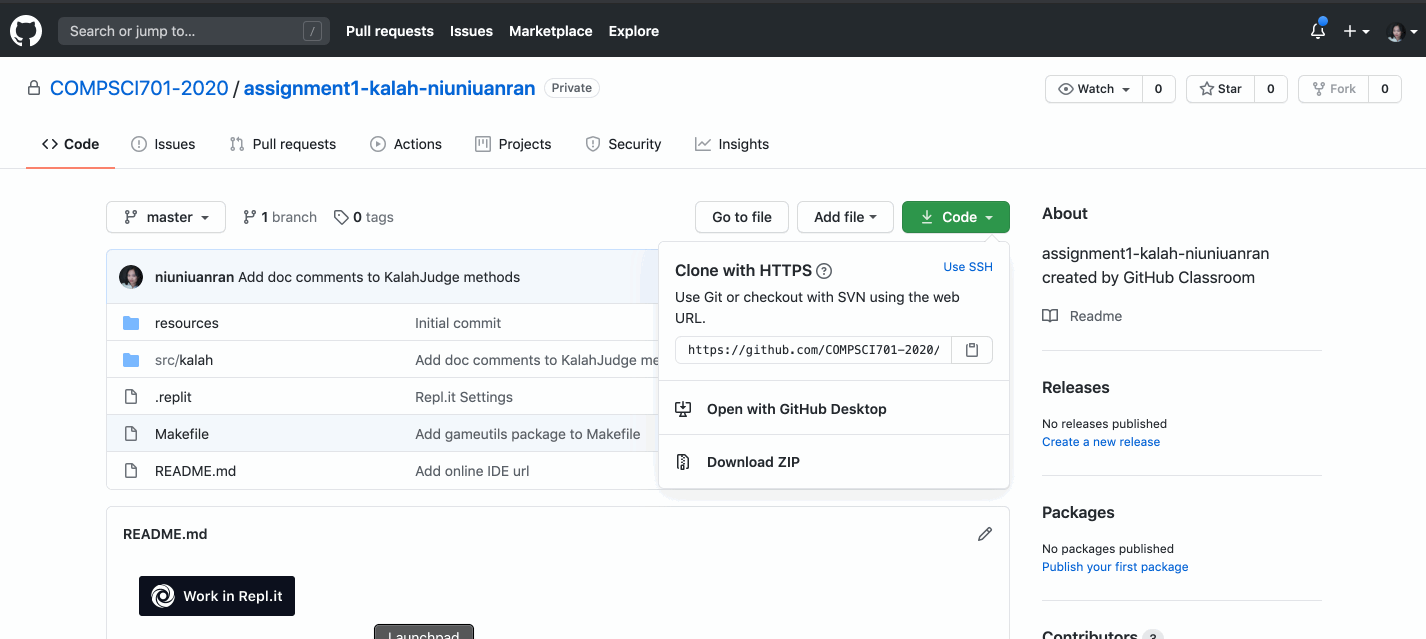 Search or jump to… /
Pull requests Issues Marketplace Explore
COMPSCI701-2020 / assignment1-kalah-niuniuanran Private
Watch 0 Star 0 Fork 0
Code Issues Pull requests Actions Projects Security Insights
master 1 branch 0 tags
Go to file Add file Code
niuniuanran Add doc comments to KalahJudge methods
resources Initial commit
src/kalah Add doc comments to KalahJudge me
.replit Repl.it Settings
Makefile Add gameutils package to Makefile
README.md Add online IDE url
Clone with HTTPS ? Use SSH
Use Git or checkout with SVN using the web
URL.
https://github.com/COMPSCI701-2020/
Open with GitHub Desktop
Download ZIP
README.md
Work in Repl.it
Launchpad
About
assignment1-kalah-niuniuanran
created by GitHub Classroom
Readme
Releases
No releases published
Create a new release
Packages
No packages published
Publish your first package
Contributors 2